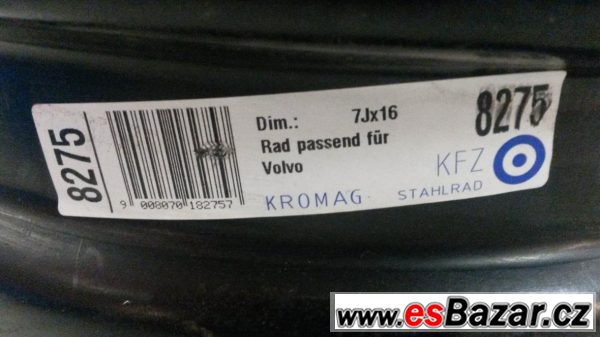 8275
9 008070 182757
Dim.: 7Jx16
Rad passend für
Volvo
KROMAG STAHLRAD
8275
KFZ
www.esBazar.cz